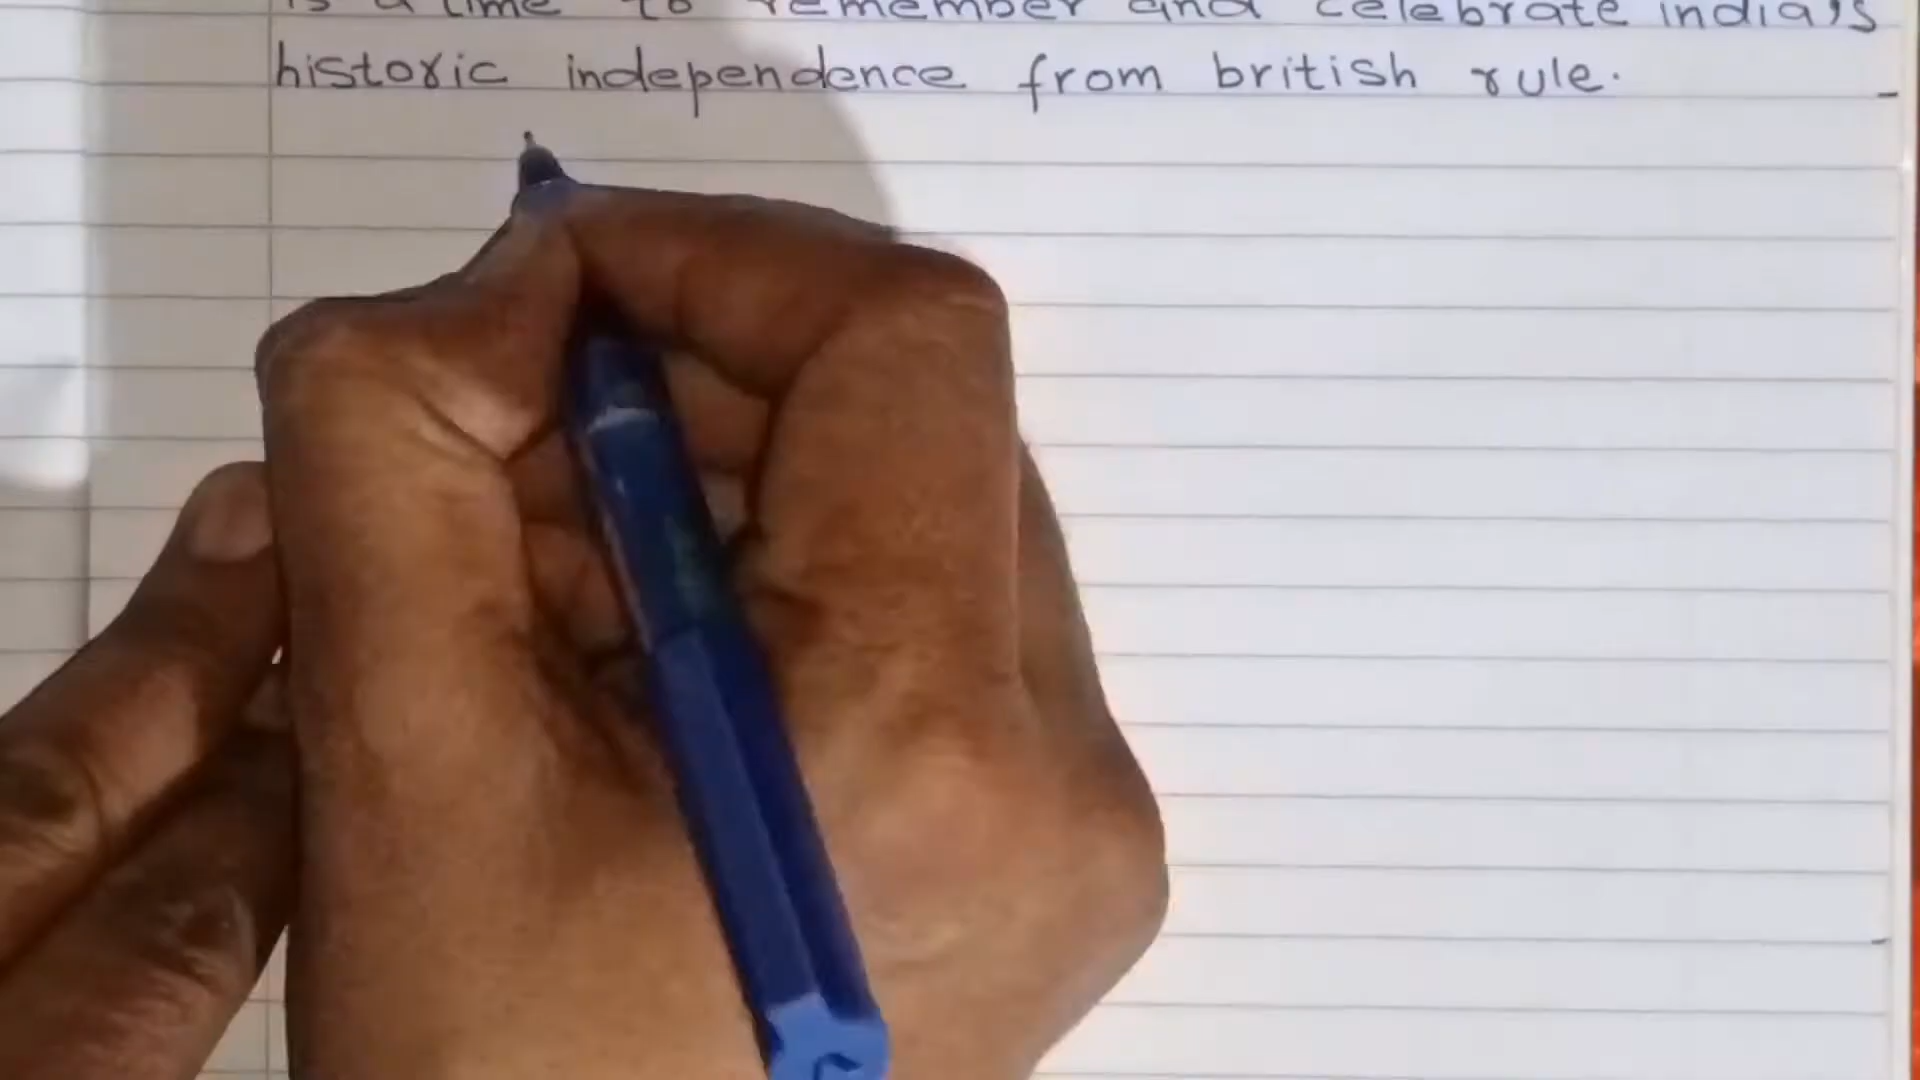 is a time to remember and celebrate india's
historic independence from british rule.